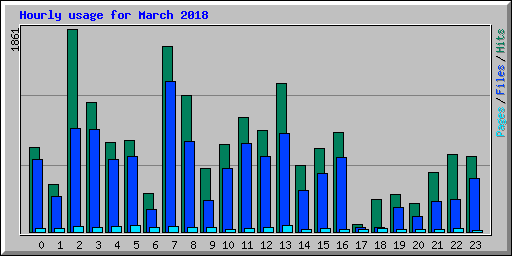 Hourly usage for March 2018
1861
Pages/Files/Hits
0 1 2 3 4 5 6 7 8 9 10 11 12 13 14 15 16 17 18 19 20 21 22 23